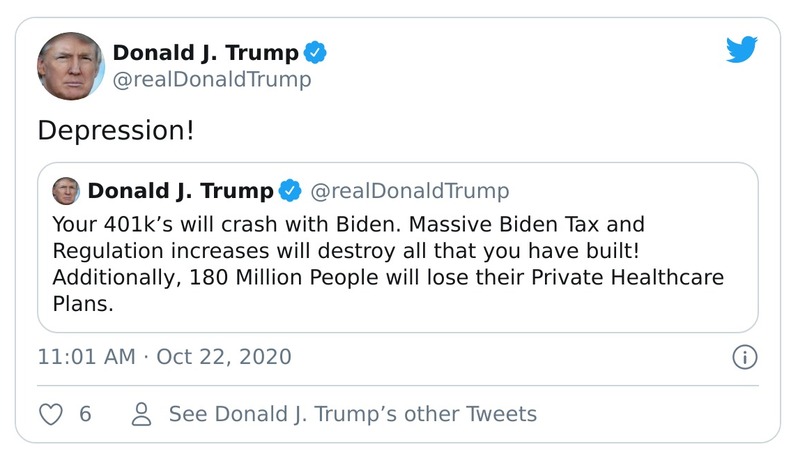 Donald J. Trump
@realDonaldTrump
Depression!
Donald J. Trump @realDonaldTrump
Your 401k’s will crash with Biden. Massive Biden Tax and
Regulation increases will destroy all that you have built!
Additionally, 180 Million People will lose their Private Healthcare
Plans.
11:01 AM · Oct 22, 2020
6 See Donald J. Trump’s other Tweets